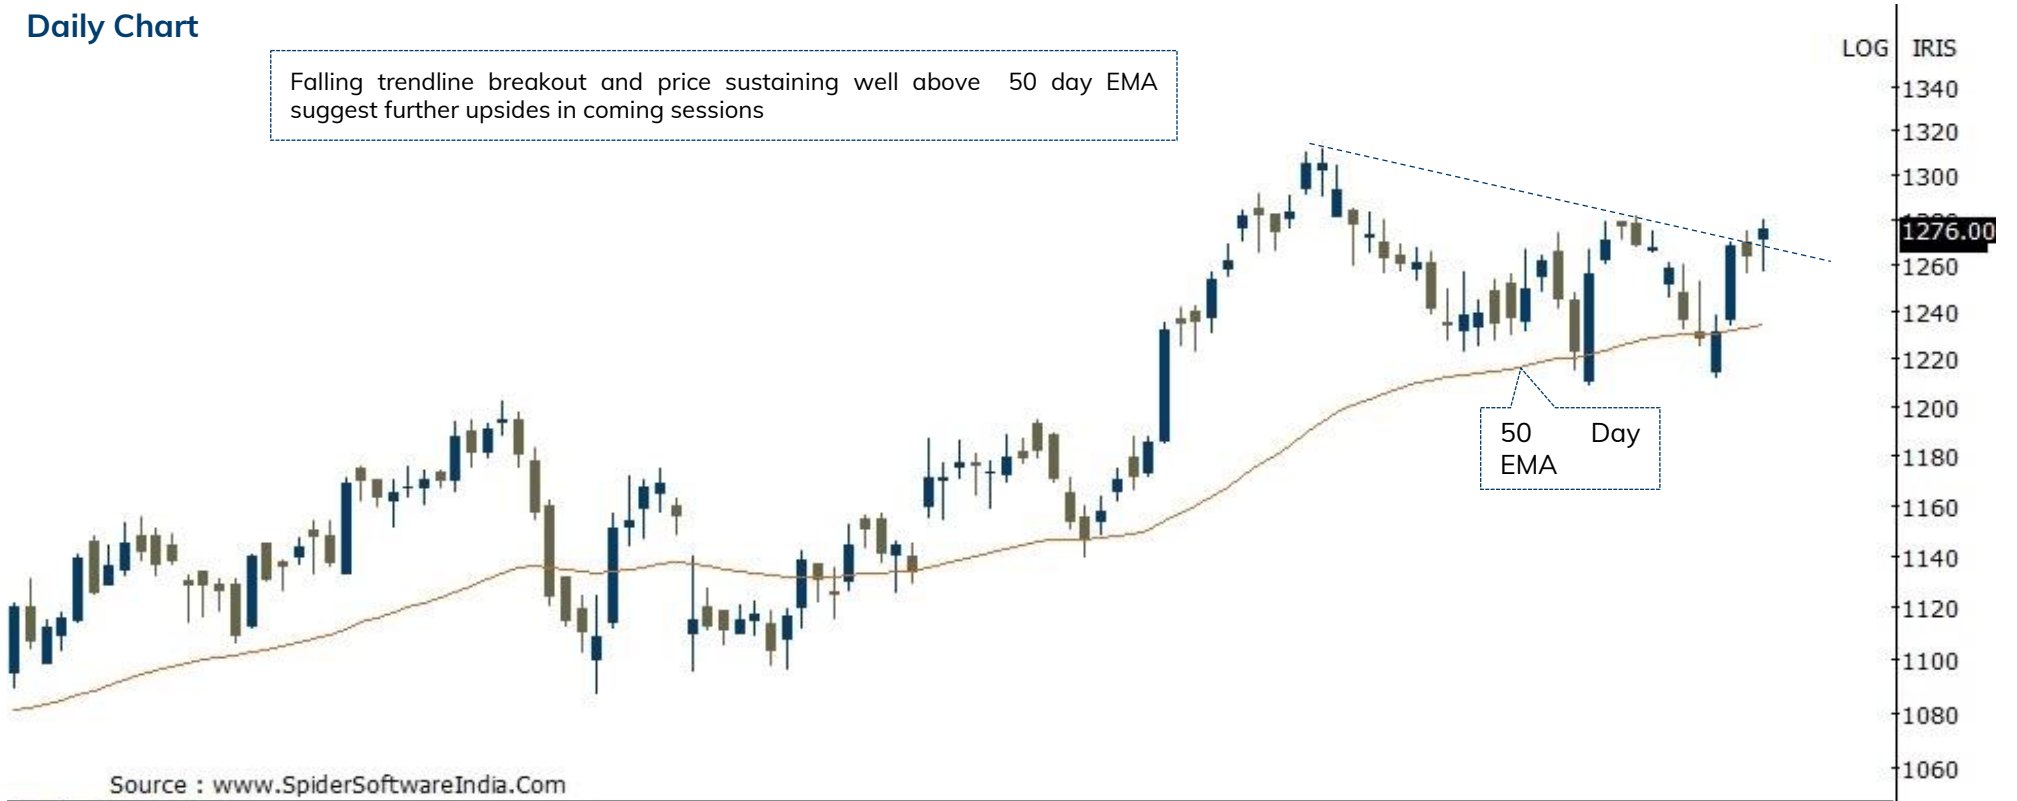 Daily Chart
Falling trendline breakout and price sustaining well above 50 day EMA
suggest further upsides in coming sessions
LOG IRIS
1340
1320
1300
1276.00
1260
1240
1220
1200
1180
1160
1140
1120
1100
1080
1060
50 Day
EMA
Source : www.SpiderSoftwareIndia.Com